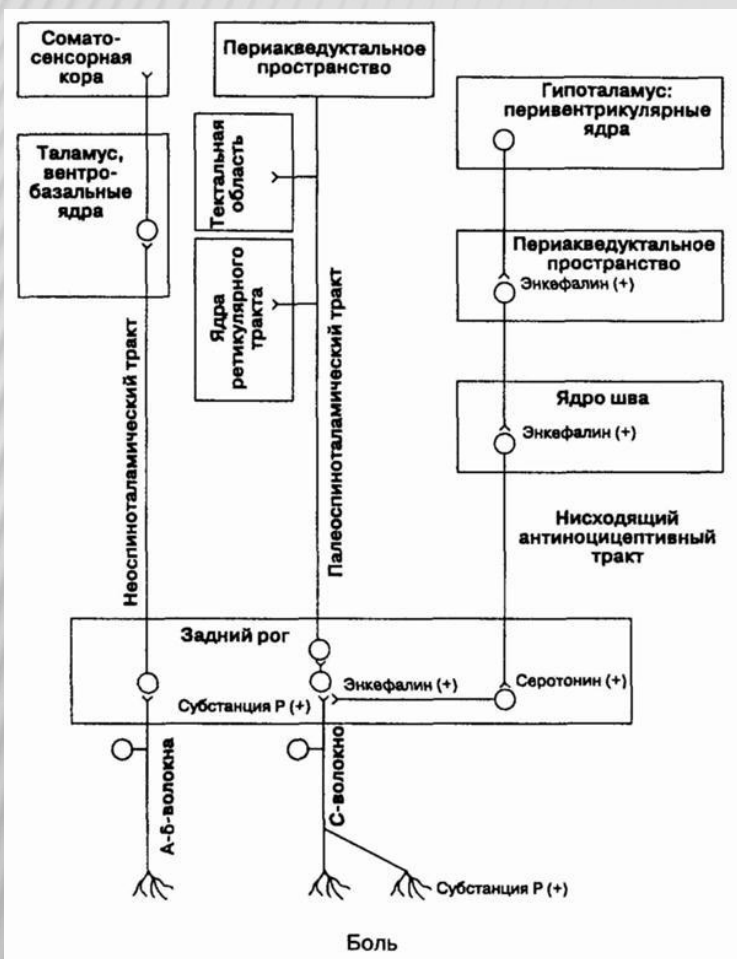 Сомато-
сенсорная
кора
Периакведуктальное
пространство
Гипоталамус:
перивентрикулярные
ядра
Таламус,
вентро-
базальные
ядра
Тектальная
область
Ядра
ретикулярного
тракта
Периакведуктальное
пространство
Энкефалин (+)
Ядро шва
Энкефалин (+)
Неоспиноталамический тракт
Палеоспиноталамический тракт
Нисходящий
антиноцицептивный
тракт
Задний рог
Субстанция Р (+)
Энкефалин (+)
Серотонин (+)
А-δ-волокна
С-волокно
Субстанция Р (+)
Боль